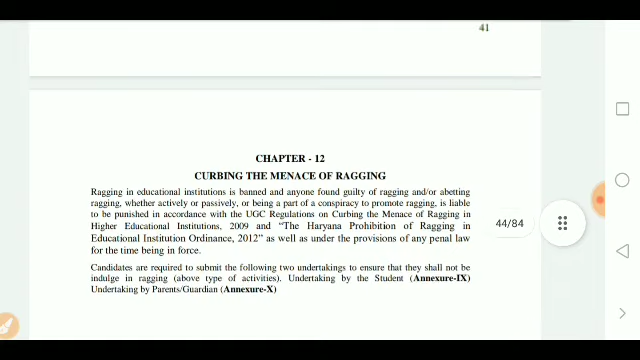 41
CHAPTER - 12
CURBING THE MENACE OF RAGGING
Ragging in educational institutions is banned and anyone found guilty of ragging and/or abetting
ragging, whether actively or passively, or being a part of a conspiracy to promote ragging, is liable
to be punished in accordance with the UGC Regulations on Curbing the Menace of Ragging in
Higher Educational Institutions, 2009 and “The Haryana Prohibition of Ragging in
Educational Institution Ordinance, 2012” as well as under the provisions of any penal law
for the time being in force.
44/84
Candidates are required to submit the following two undertakings to ensure that they shall not be
indulge in ragging (above type of activities). Undertaking by the Student (Annexure-IX)
Undertaking by Parents/Guardian (Annexure-X)